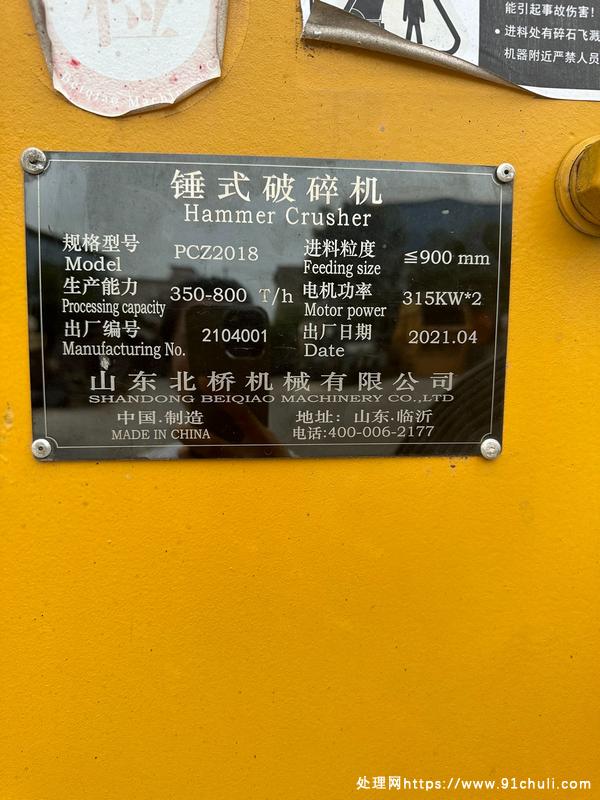 能引起事故伤害！
• 进料处有碎石飞溅
机器附近严禁人员
Beiqiao Machin
锤式破碎机
Hammer Crusher
规格型号 PCZ2018 进料粒度 ≦900 mm
Model Feeding size
生产能力 350-800 T/h 电机功率 315KW*2
Processing capacity Motor power
出厂编号 2104001 出厂日期 2021.04
Manufacturing No. Date
山东北桥机械有限公司
SHANDONG BEIQIAO MACHINERY CO.,LTD
中国.制造 地址: 山东.临沂
MADE IN CHINA 电话:400-006-2177
处理网https://www.91chuli.com